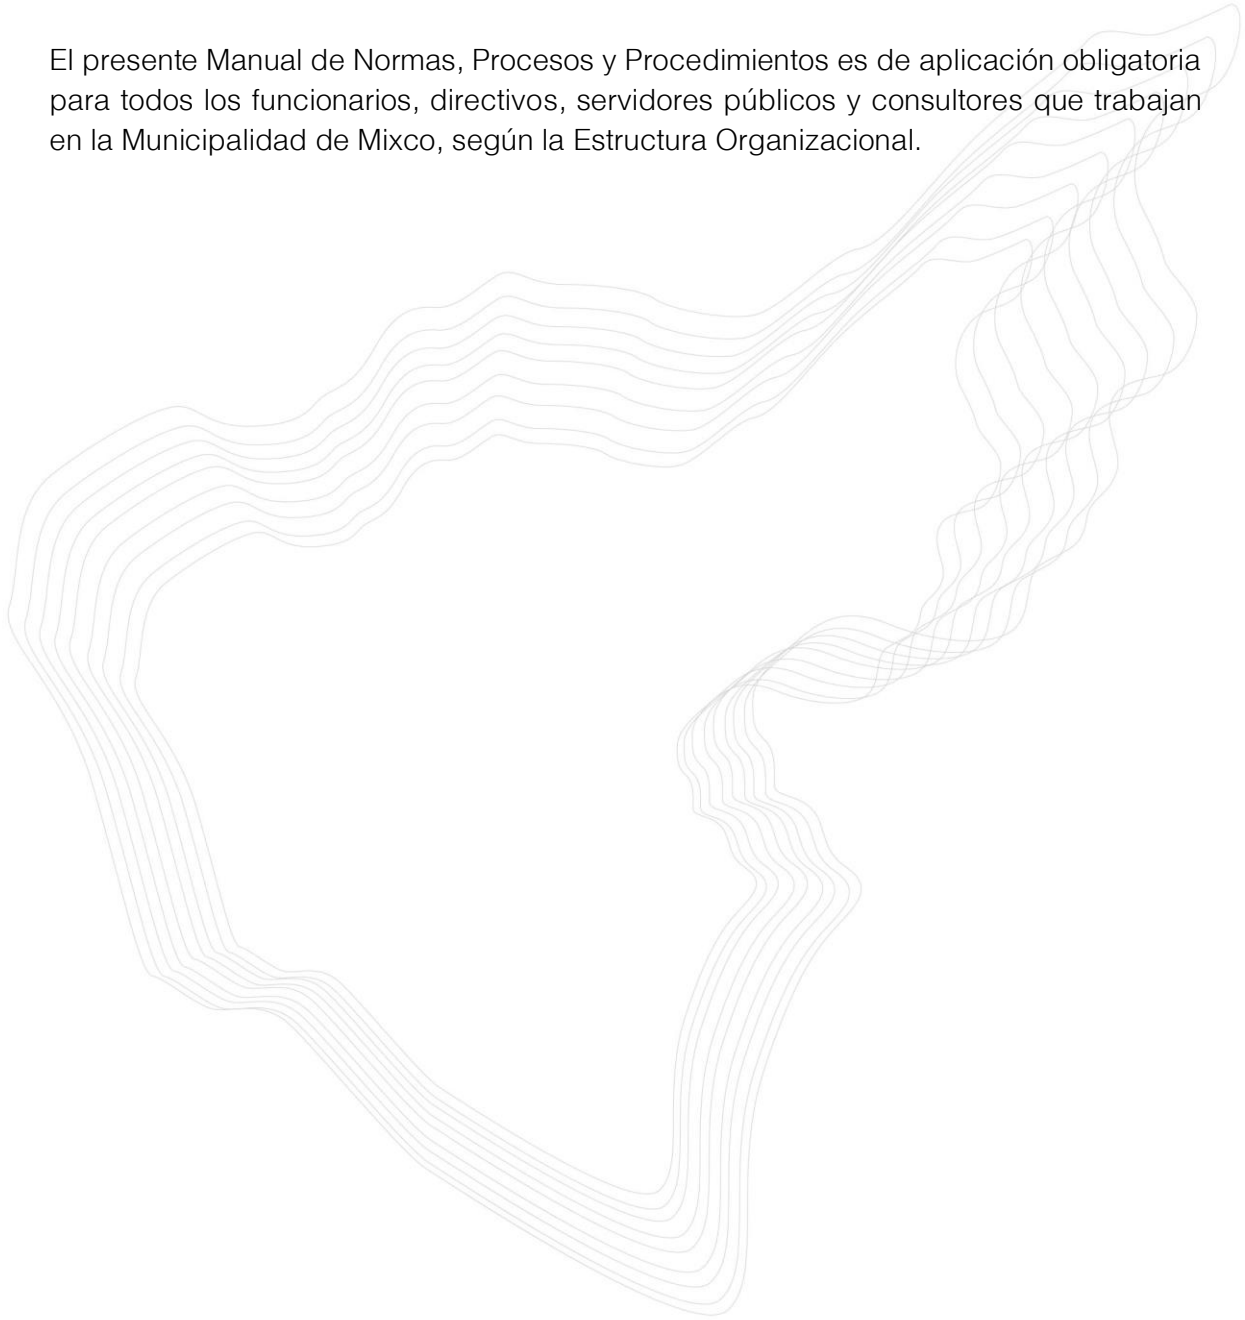 El presente Manual de Normas, Procesos y Procedimientos es de aplicación obligatoria
para todos los funcionarios, directivos, servidores públicos y consultores que trabajan
en la Municipalidad de Mixco, según la Estructura Organizacional.